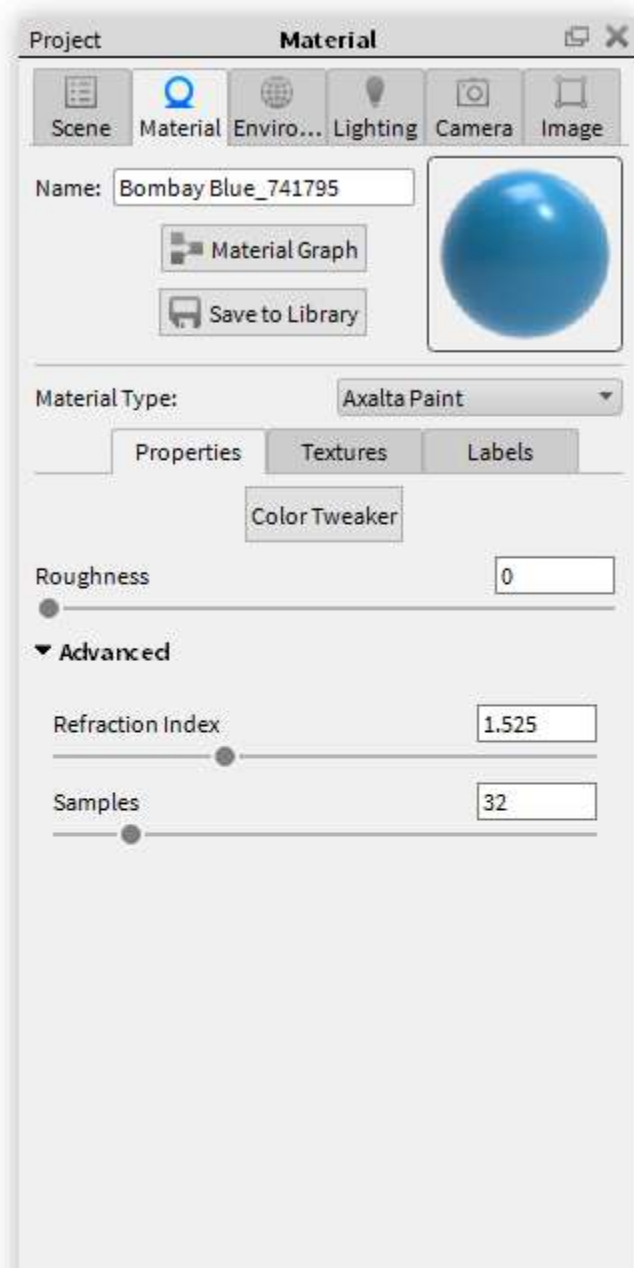 Project Material
Scene Material Enviro... Lighting Camera Image
Name: Bombay Blue_741795
Material Graph
Save to Library
Material Type: Axalta Paint
Properties Textures Labels
Color Tweaker
Roughness 0
Advanced
Refraction Index 1.525
Samples 32